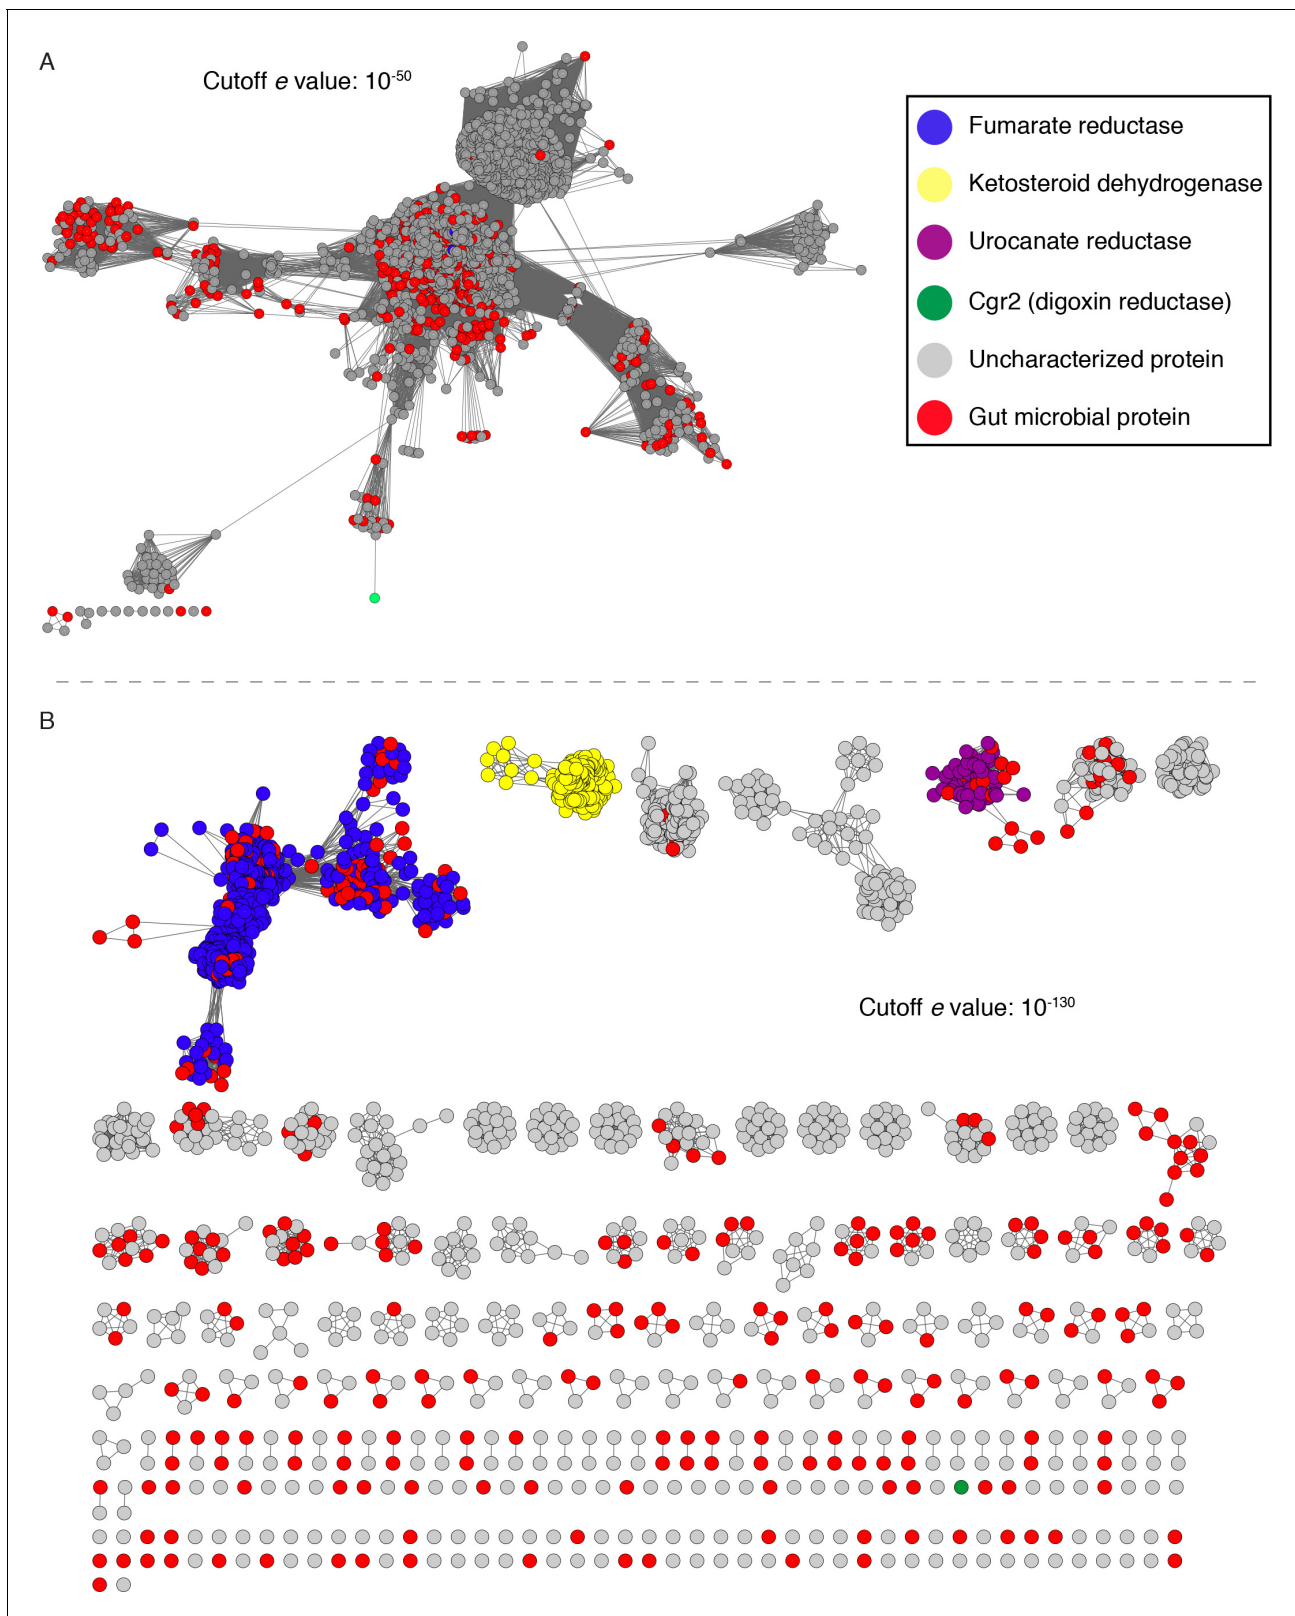 A
Cutoff e value: 10⁻⁵⁰
Fumarate reductase
Ketosteroid dehydrogenase
Urocanate reductase
Cgr2 (digoxin reductase)
Uncharacterized protein
Gut microbial protein
B
Cutoff e value: 10⁻¹³⁰